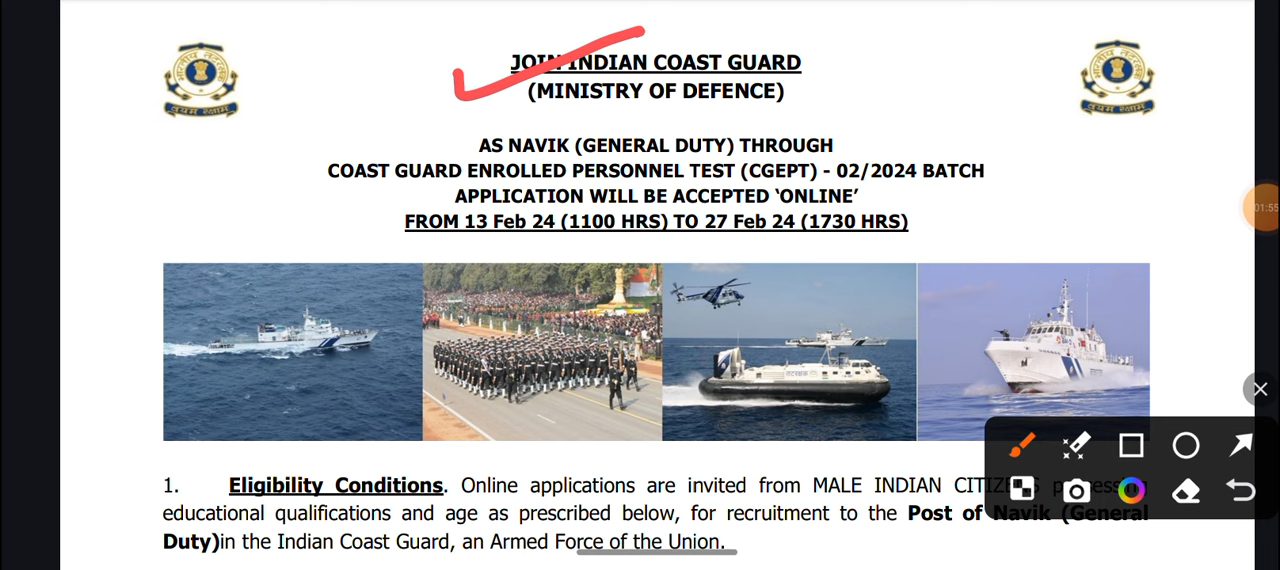 JOIN INDIAN COAST GUARD
(MINISTRY OF DEFENCE)
AS NAVIK (GENERAL DUTY) THROUGH
COAST GUARD ENROLLED PERSONNEL TEST (CGEPT) - 02/2024 BATCH
APPLICATION WILL BE ACCEPTED ‘ONLINE’
FROM 13 Feb 24 (1100 HRS) TO 27 Feb 24 (1730 HRS)
01:55
1. Eligibility Conditions. Online applications are invited from MALE INDIAN CITIZENS possessing
educational qualifications and age as prescribed below, for recruitment to the Post of Navik (General
Duty)in the Indian Coast Guard, an Armed Force of the Union.